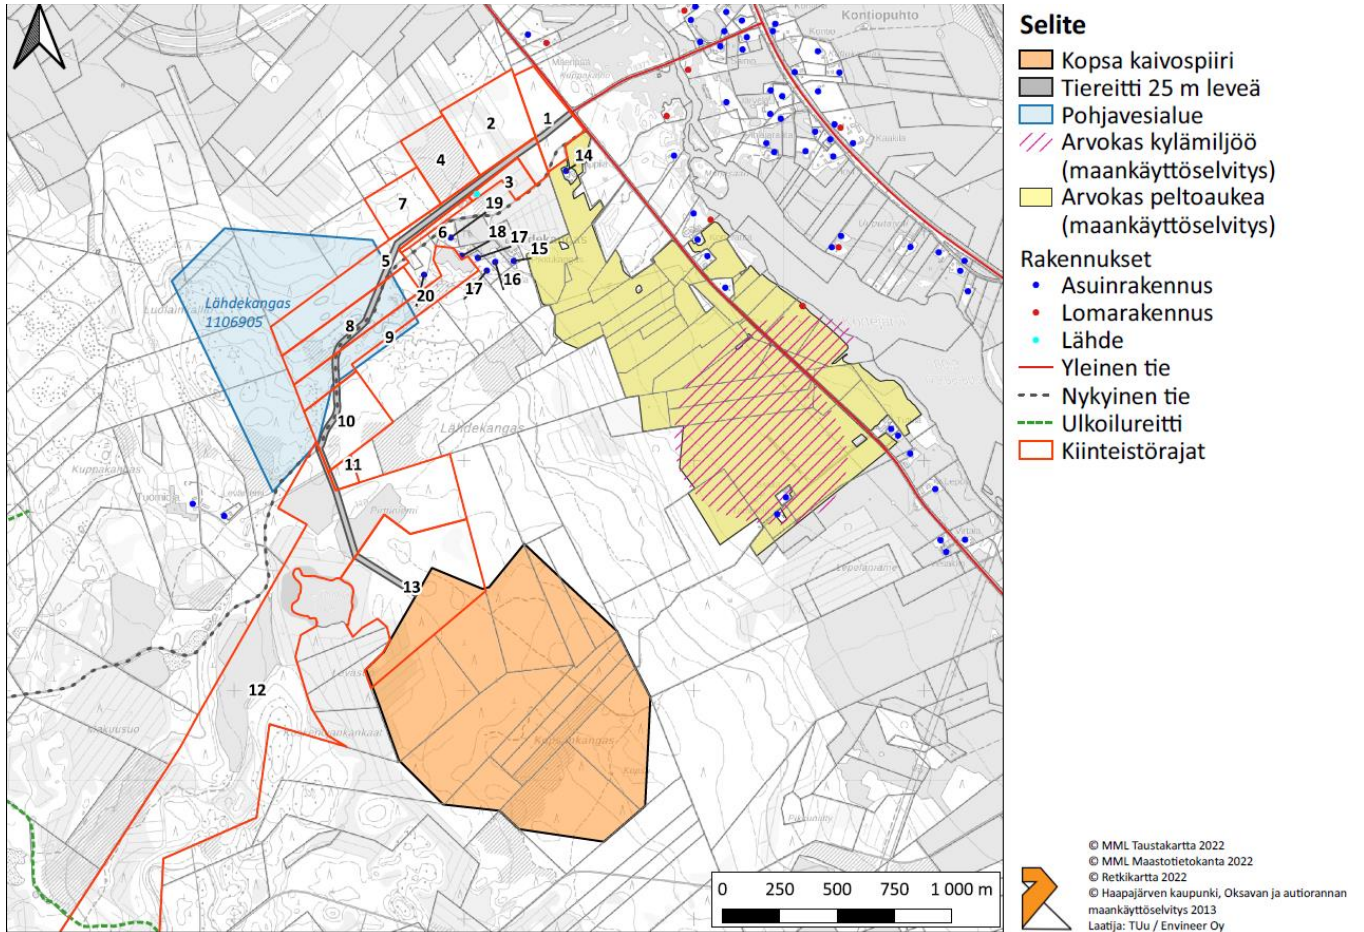 Selite
Kopsa kaivospiiri
Tiereitti 25 m leveä
Pohjavesialue
Arvokas kylämiljöö
(maankäyttöselvitys)
Arvokas peltoaukea
(maankäyttöselvitys)
Rakennukset
Asuinrakennus
Lomarakennus
Lähde
Yleinen tie
Nykyinen tie
Ulkoilureitti
Kiinteistörajat
Kontiopuhto
1
2
4
14
3
7
19
6
18
17
15
5
20
17
16
Lähdekangas
1106905
8
9
10
Lähdekangas
11
Kuppakangas
Tuomioja
13
12
Makuusuo
Lepelännieme
0 250 500 750 1 000 m
© MML Taustakartta 2022
© MML Maastotietokanta 2022
© Retkikartta 2022
© Haapajärven kaupunki, Oksavan ja autiorannan
maankäyttöselvitys 2013
Laatija: TUu / Envineer Oy